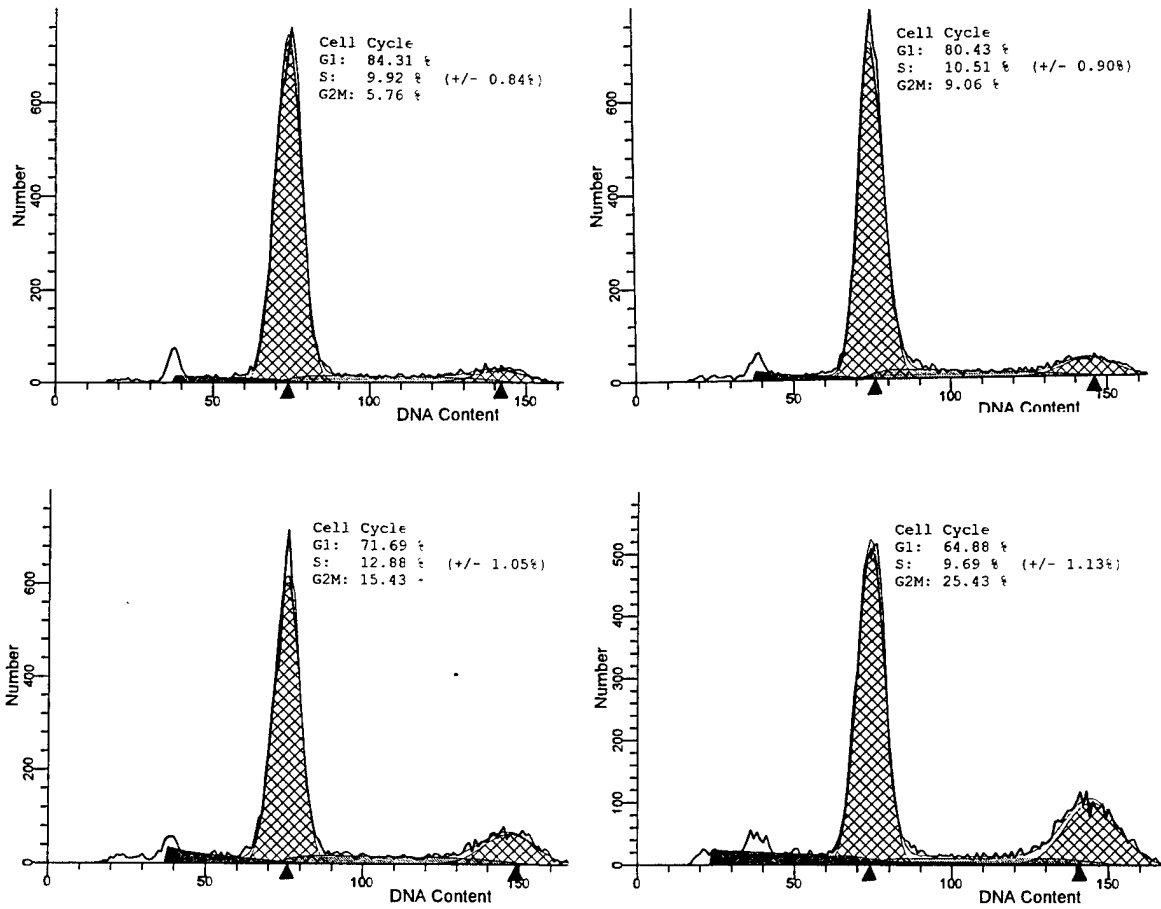 Cell Cycle
G1: 84.31 %
S: 9.92 % (+/- 0.84%)
G2M: 5.76 %
Number
600
400
200
0
0 50 100 150
DNA Content
Cell Cycle
G1: 80.43 %
S: 10.51 % (+/- 0.90%)
G2M: 9.06 %
Number
600
400
200
0
0 50 100 150
DNA Content
Cell Cycle
G1: 71.69 %
S: 12.88 % (+/- 1.05%)
G2M: 15.43
Number
600
400
200
0
0 50 100 150
DNA Content
Cell Cycle
G1: 64.88 %
S: 9.69 % (+/- 1.13%)
G2M: 25.43 %
Number
500
400
300
200
100
0
0 50 100 150
DNA Content